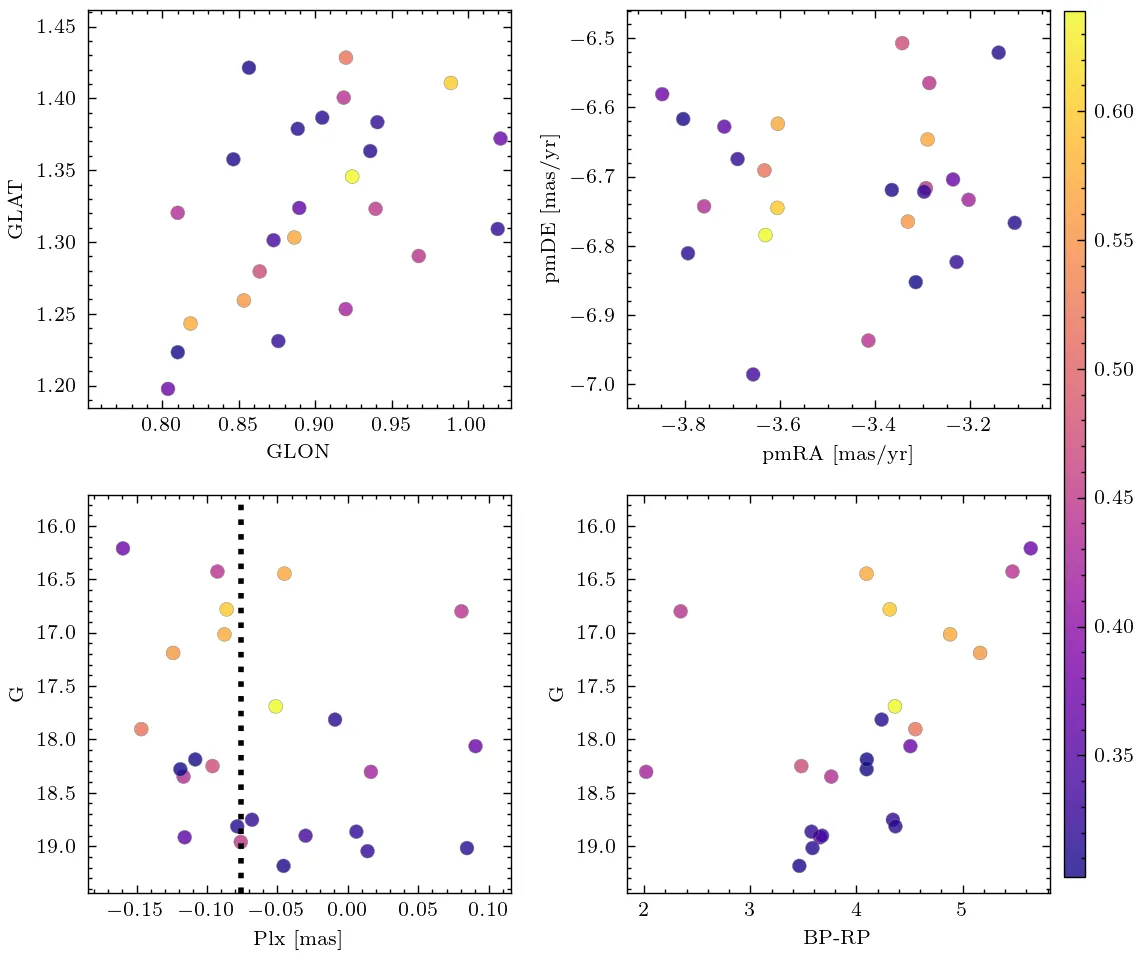 1.45
1.40
1.35
1.30
1.25
1.20
GLAT
0.80 0.85 0.90 0.95 1.00
GLON
−6.5
−6.6
−6.7
−6.8
−6.9
−7.0
pmDE [mas/yr]
−3.8 −3.6 −3.4 −3.2
pmRA [mas/yr]
0.60
0.55
0.50
0.45
0.40
0.35
16.0
16.5
17.0
17.5
18.0
18.5
19.0
G
−0.15 −0.10 −0.05 0.00 0.05 0.10
Plx [mas]
16.0
16.5
17.0
17.5
18.0
18.5
19.0
G
2 3 4 5
BP-RP